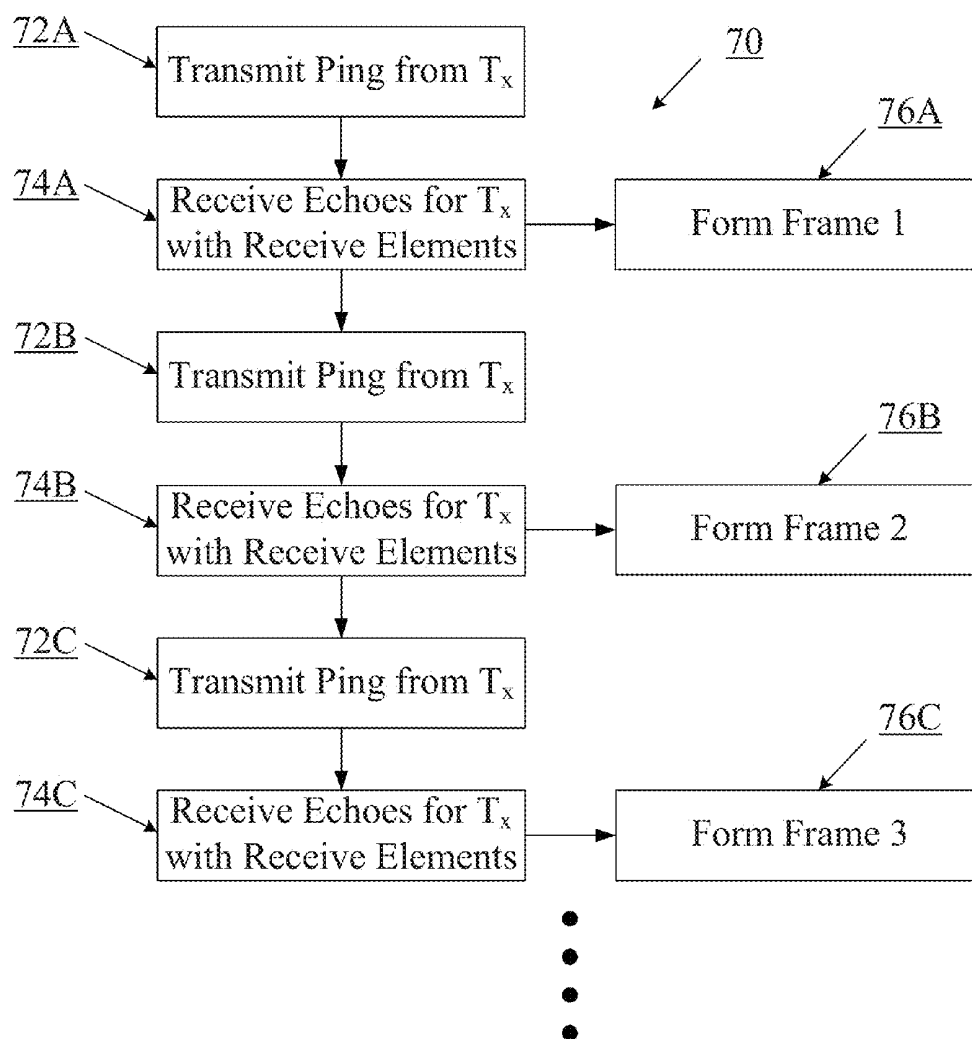 72A
Transmit Ping from Tx
70
76A
74A
Receive Echoes for Tx
with Receive Elements
Form Frame 1
72B
Transmit Ping from Tx
76B
74B
Receive Echoes for Tx
with Receive Elements
Form Frame 2
72C
Transmit Ping from Tx
76C
74C
Receive Echoes for Tx
with Receive Elements
Form Frame 3